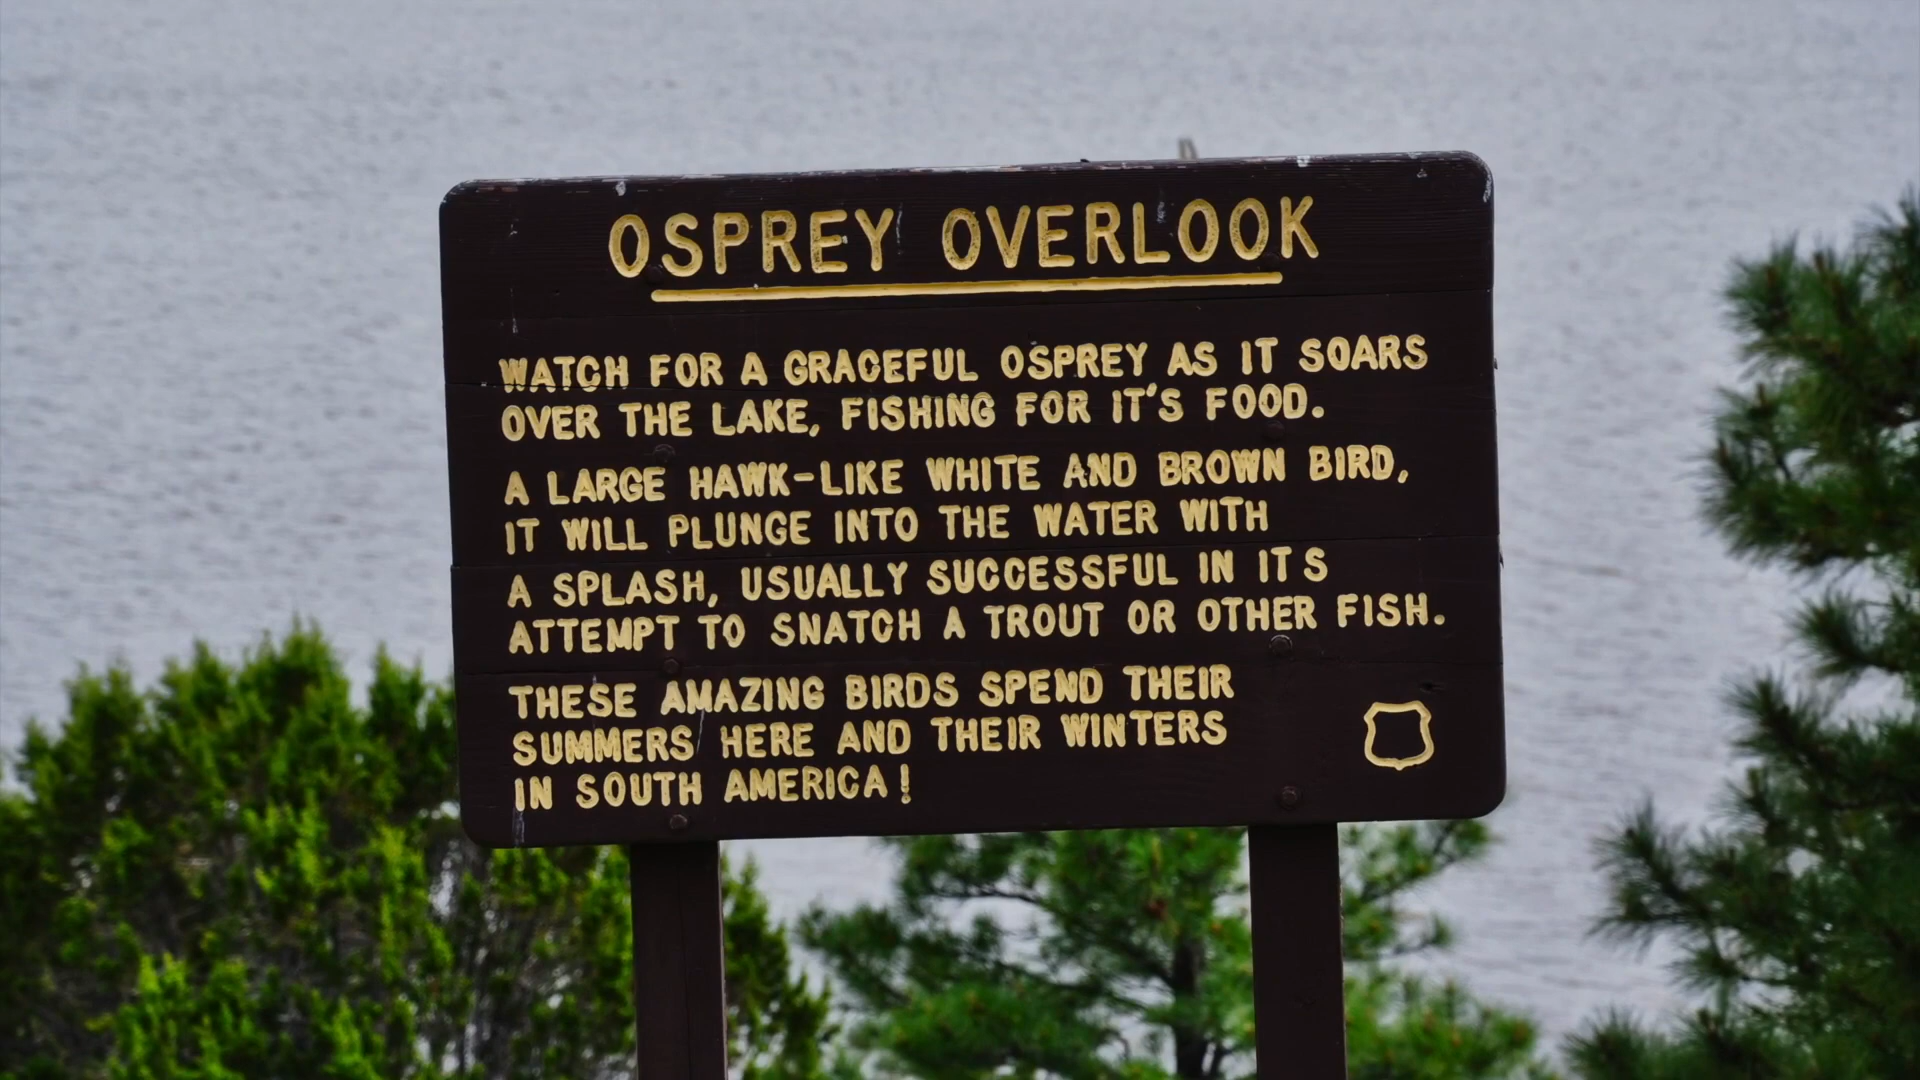 OSPREY OVERLOOK
WATCH FOR A GRACEFUL OSPREY AS IT SOARS
OVER THE LAKE, FISHING FOR IT'S FOOD.
A LARGE HAWK-LIKE WHITE AND BROWN BIRD,
IT WILL PLUNGE INTO THE WATER WITH
A SPLASH, USUALLY SUCCESSFUL IN ITS
ATTEMPT TO SNATCH A TROUT OR OTHER FISH.
THESE AMAZING BIRDS SPEND THEIR
SUMMERS HERE AND THEIR WINTERS
IN SOUTH AMERICA!